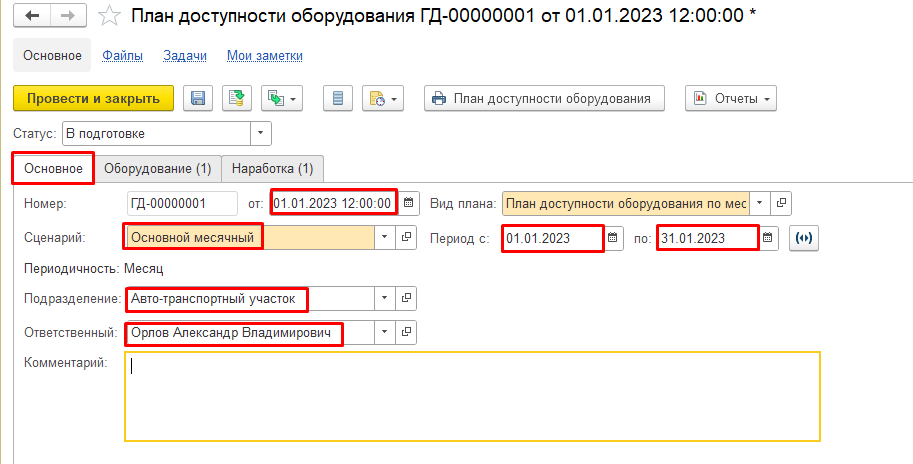 План доступности оборудования ГД-00000001 от 01.01.2023 12:00:00 *
Основное Файлы Задачи Мои заметки
Провести и закрыть План доступности оборудования Отчеты
Статус: В подготовке
Основное Оборудование (1) Наработка (1)
Номер: ГД-00000001 от: 01.01.2023 12:00:00 Вид плана: План доступности оборудования по мес
Сценарий: Основной месячный Период с: 01.01.2023 по: 31.01.2023
Периодичность: Месяц
Подразделение: Авто-транспортный участок
Ответственный: Орлов Александр Владимирович
Комментарий: